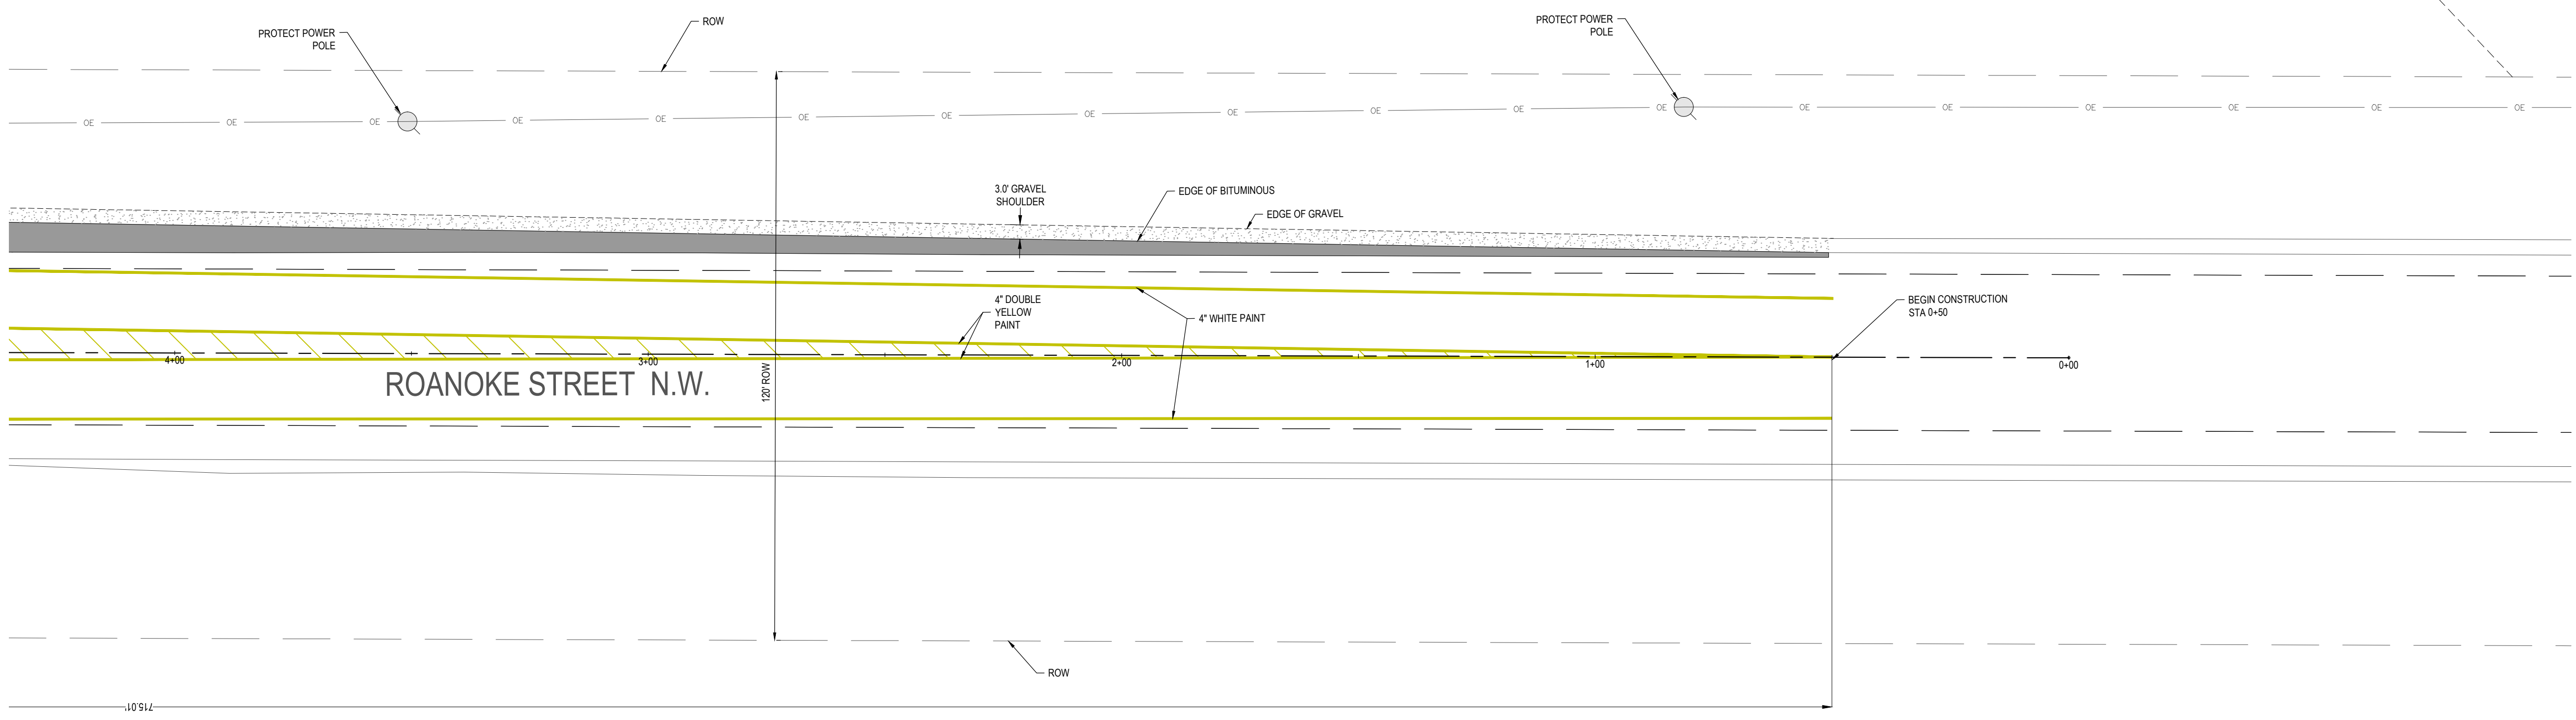 PROTECT POWER
POLE
ROW
PROTECT POWER
POLE
OE OE OE OE OE OE OE OE OE OE OE OE OE OE OE OE OE OE
3.0' GRAVEL
SHOULDER
EDGE OF BITUMINOUS
EDGE OF GRAVEL
4" DOUBLE
YELLOW
PAINT
4" WHITE PAINT
BEGIN CONSTRUCTION
STA 0+50
4+00 3+00 2+00 1+00 0+00
ROANOKE STREET N.W.
120' ROW
ROW
715.01'